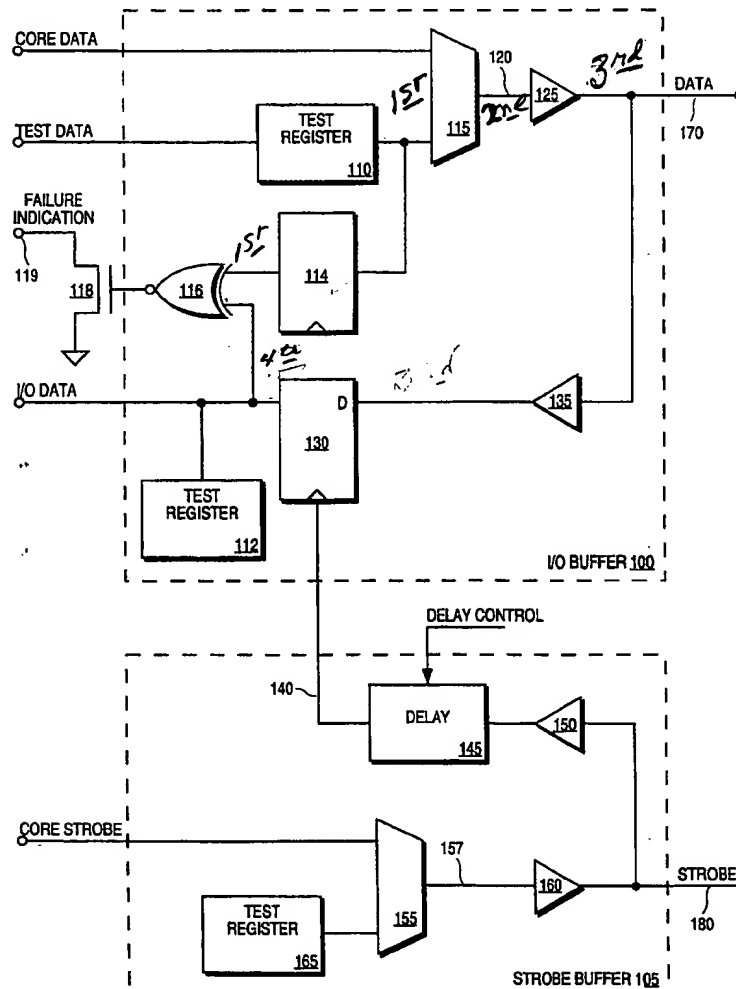 CORE DATA
120
3rd
1st
125
DATA
115
2nd
170
TEST DATA
TEST
REGISTER
110
FAILURE
INDICATION
119
118
1st
116
114
4th
I/O DATA
D
3rd
135
130
TEST
REGISTER
112
I/O BUFFER 100
DELAY CONTROL
140
DELAY
145
150
CORE STROBE
157
160
STROBE
180
155
TEST
REGISTER
165
STROBE BUFFER 105